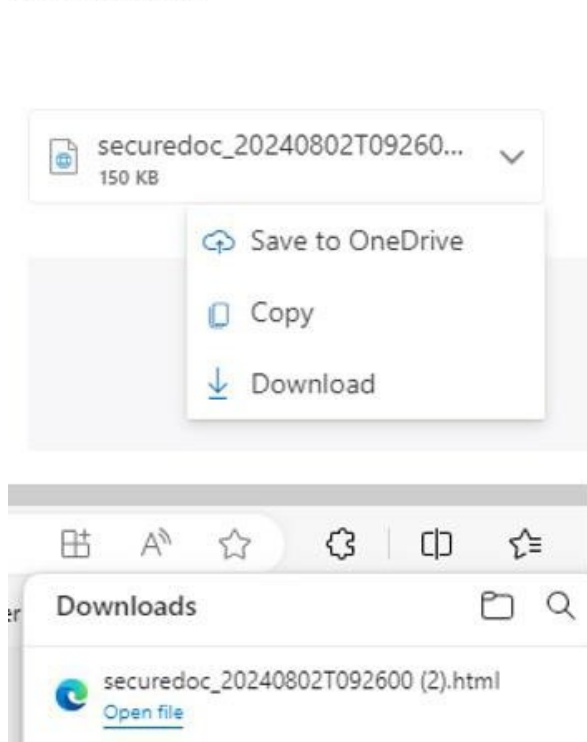 securedoc_20240802T09260...
150 KB
Save to OneDrive
Copy
Download
A
Downloads
securedoc_20240802T092600 (2).html
Open file